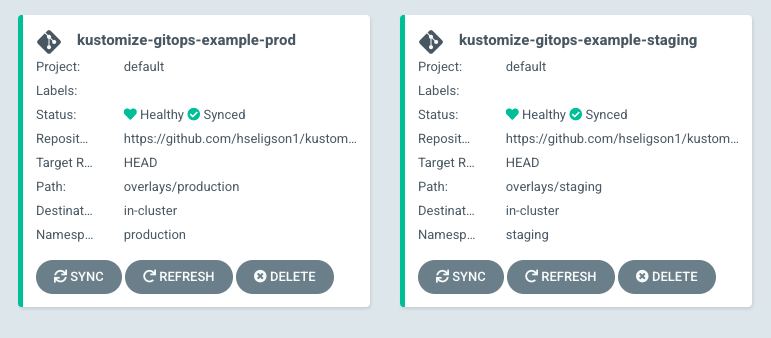 kustomize-gitops-example-prod
Project: default
Labels:
Status: Healthy Synced
Reposit... https://github.com/hseligson1/kustom...
Target R... HEAD
Path: overlays/production
Destinat... in-cluster
Namesp... production
SYNC REFRESH DELETE
kustomize-gitops-example-staging
Project: default
Labels:
Status: Healthy Synced
Reposit... https://github.com/hseligson1/kustom...
Target R... HEAD
Path: overlays/staging
Destinat... in-cluster
Namesp... staging
SYNC REFRESH DELETE